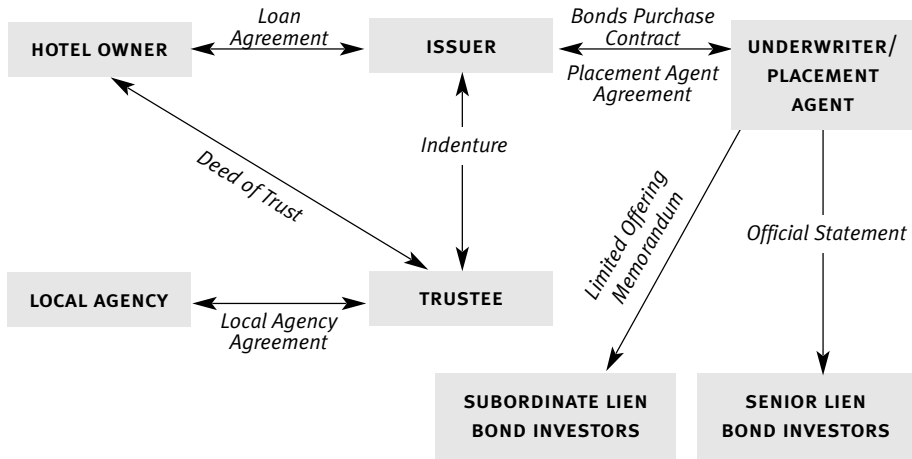 HOTEL OWNER
Loan
Agreement
ISSUER
Bonds Purchase
Contract
Placement Agent
Agreement
UNDERWRITER/
PLACEMENT
AGENT
Deed of Trust
Indenture
Limited Offering
Memorandum
Official Statement
LOCAL AGENCY
Local Agency
Agreement
TRUSTEE
SUBORDINATE LIEN
BOND INVESTORS
SENIOR LIEN
BOND INVESTORS